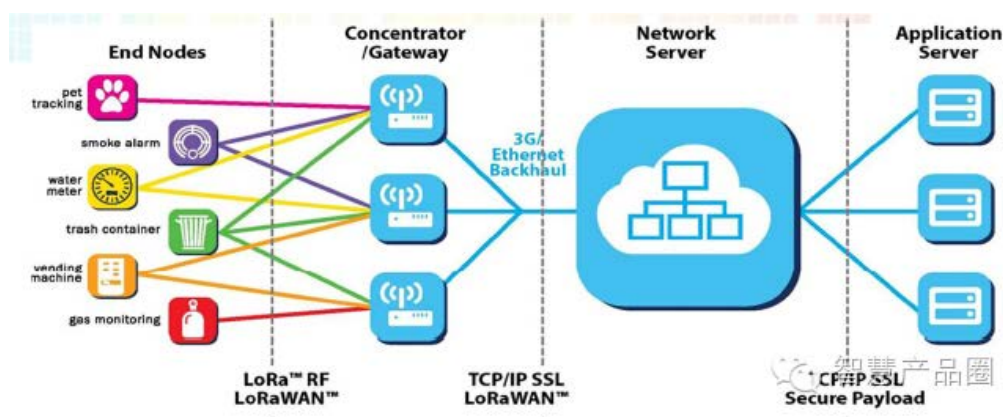 End Nodes
Concentrator
/Gateway
Network
Server
Application
Server
pet
tracking
smoke alarm
water
meter
trash container
vending
machine
gas monitoring
3G/
Ethernet
Backhaul
LoRa™ RF
LoRaWAN™
TCP/IP SSL
LoRaWAN™
TCP/IP SSL
Secure Payload
智慧产品圈